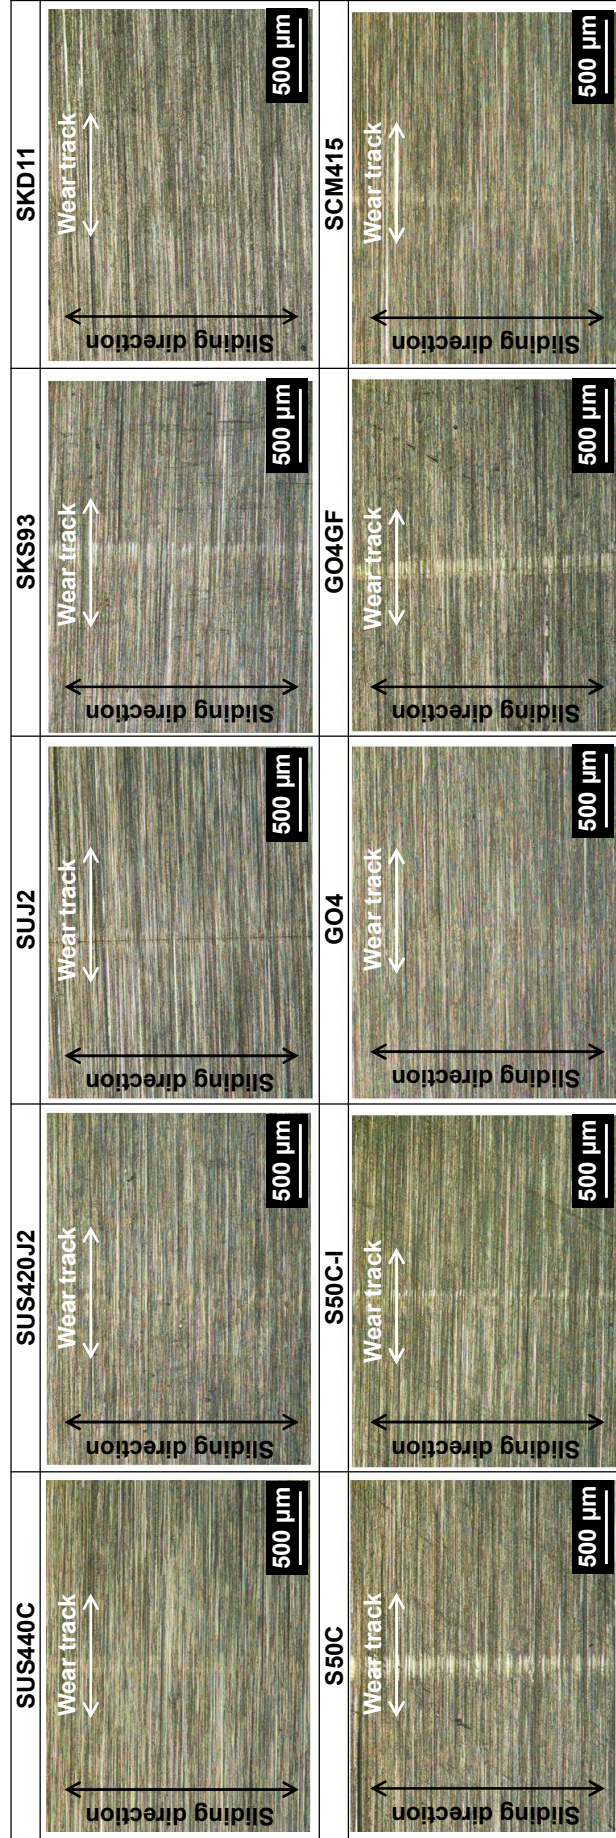 SUS440C
SUS420J2
SUJ2
SKS93
SKD11
Wear track
Sliding direction
500 µm
Wear track
Sliding direction
500 µm
Wear track
Sliding direction
500 µm
Wear track
Sliding direction
500 µm
Wear track
Sliding direction
500 µm
S50C
S50C-I
GO4
GO4GF
SCM415
Wear track
Sliding direction
500 µm
Wear track
Sliding direction
500 µm
Wear track
Sliding direction
500 µm
Wear track
Sliding direction
500 µm
Wear track
Sliding direction
500 µm